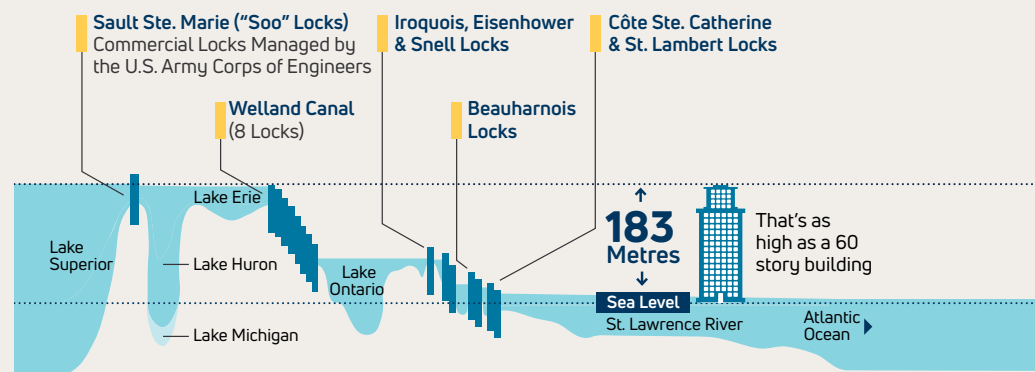 Sault Ste. Marie (“Soo” Locks)
Commercial Locks Managed by
the U.S. Army Corps of Engineers
Iroquois, Eisenhower
& Snell Locks
Côte Ste. Catherine
& St. Lambert Locks
Welland Canal
(8 Locks)
Beauharnois
Locks
Lake Erie
Lake
Superior
Lake Huron
Lake Michigan
Lake
Ontario
183
Metres
That’s as
high as a 60
story building
Sea Level
St. Lawrence River
Atlantic
Ocean